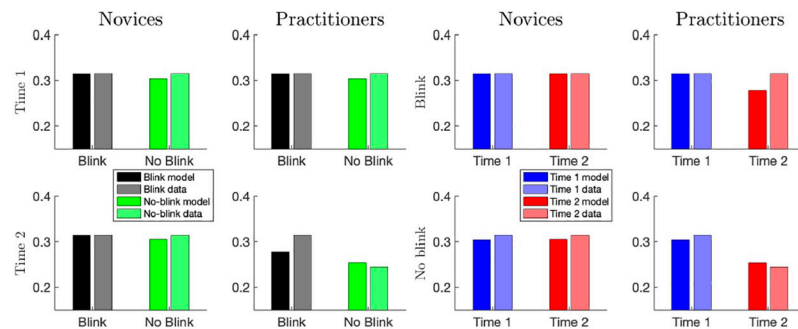 Novices
Practitioners
Novices
Practitioners
Time 1
0.4
0.3
0.2
Blink
No Blink
0.4
0.3
0.2
Blink
No Blink
Blink
0.4
0.3
0.2
Time 1
Time 2
0.4
0.3
0.2
Time 1
Time 2
Blink model
Blink data
No-blink model
No-blink data
Time 1 model
Time 1 data
Time 2 model
Time 2 data
Time 2
0.4
0.3
0.2
Blink
No Blink
0.4
0.3
0.2
Blink
No Blink
No blink
0.4
0.3
0.2
Time 1
Time 2
0.4
0.3
0.2
Time 1
Time 2